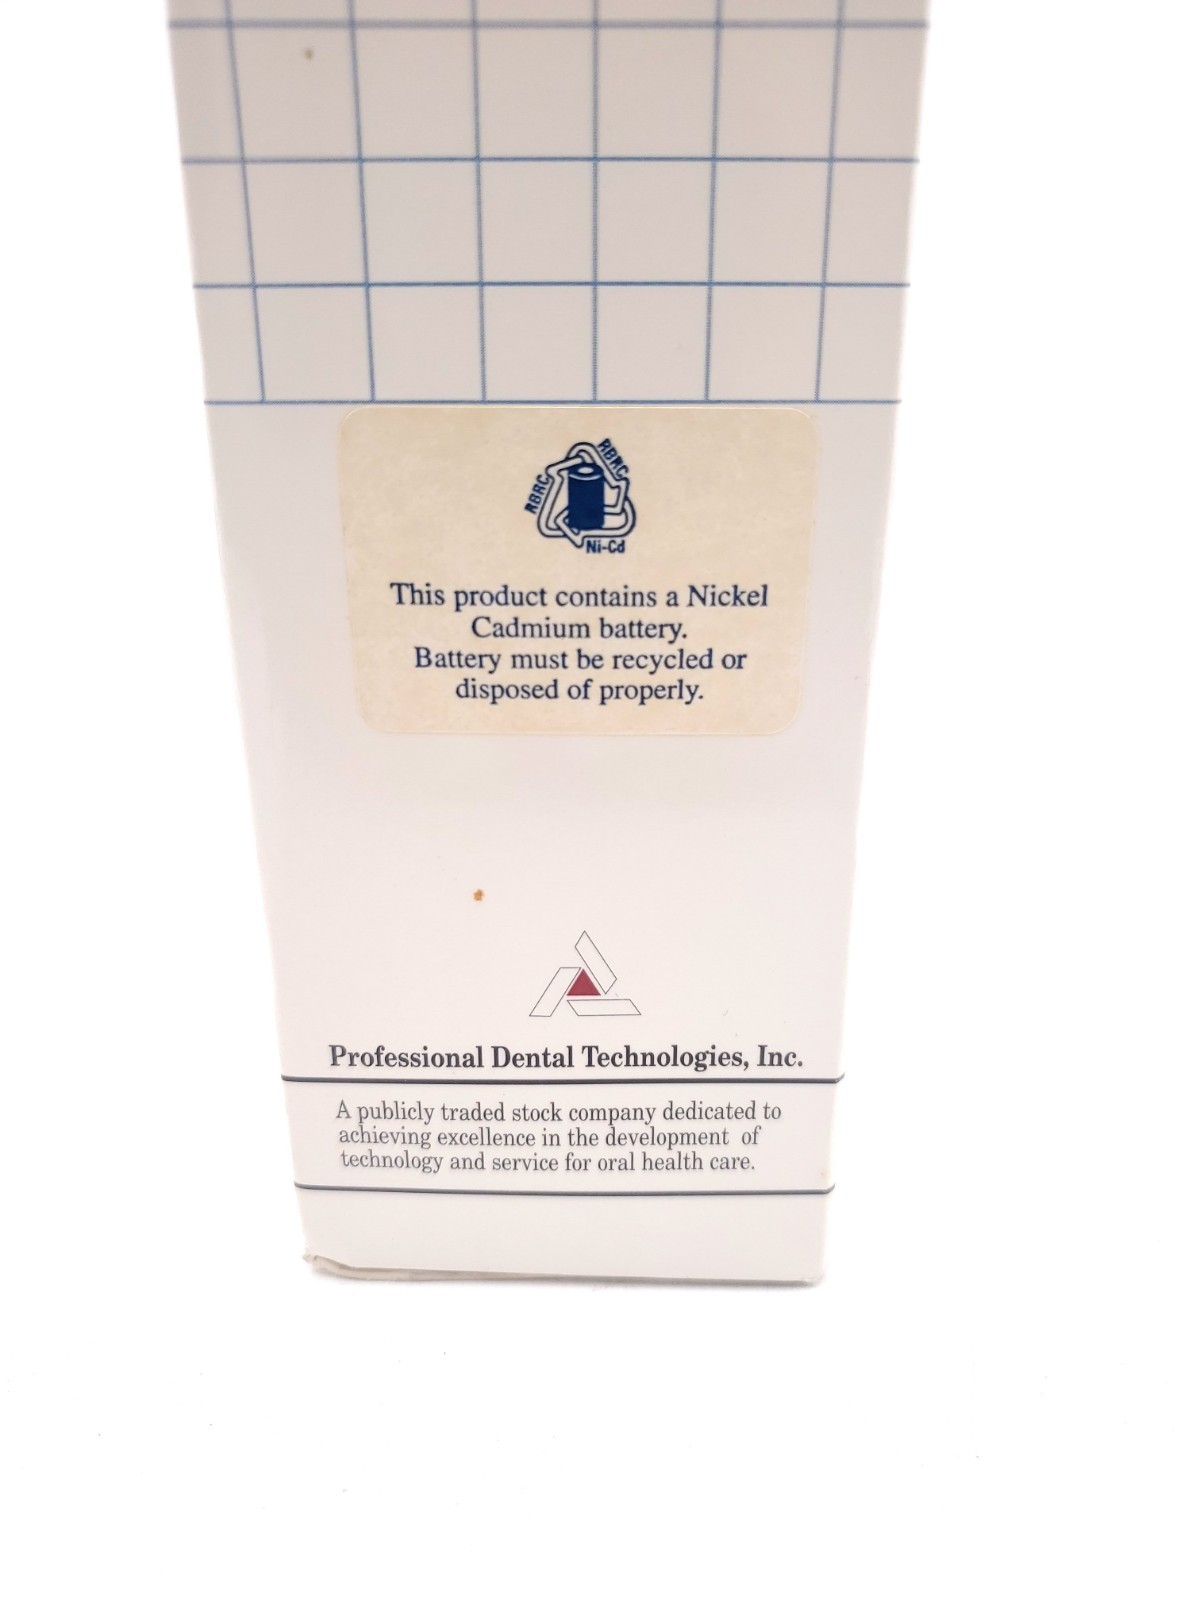 RBRC
RBRC
Ni-Cd
This product contains a Nickel
Cadmium battery.
Battery must be recycled or
disposed of properly.
Professional Dental Technologies, Inc.
A publicly traded stock company dedicated to
achieving excellence in the development of
technology and service for oral health care.